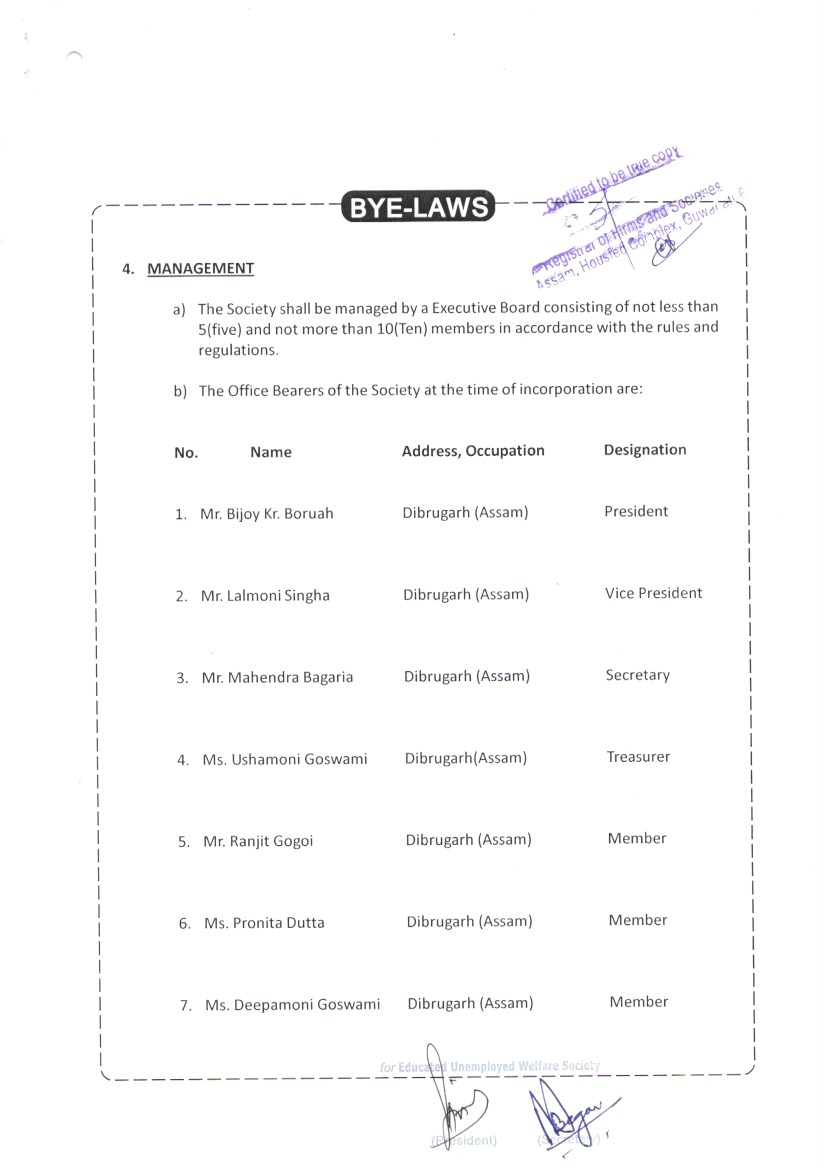 Certified to be true copy
Registrar of Firms and Societies
Assam, Housfed Complex, Guwahati
BYE-LAWS
4. MANAGEMENT
a) The Society shall be managed by a Executive Board consisting of not less than
5(five) and not more than 10(Ten) members in accordance with the rules and
regulations.
b) The Office Bearers of the Society at the time of incorporation are:
No. Name Address, Occupation Designation
1. Mr. Bijoy Kr. Boruah Dibrugarh (Assam) President
2. Mr. Lalmoni Singha Dibrugarh (Assam) Vice President
3. Mr. Mahendra Bagaria Dibrugarh (Assam) Secretary
4. Ms. Ushamoni Goswami Dibrugarh(Assam) Treasurer
5. Mr. Ranjit Gogoi Dibrugarh (Assam) Member
6. Ms. Pronita Dutta Dibrugarh (Assam) Member
7. Ms. Deepamoni Goswami Dibrugarh (Assam) Member
for Educated Unemployed Welfare Society
(President) (Secretary)